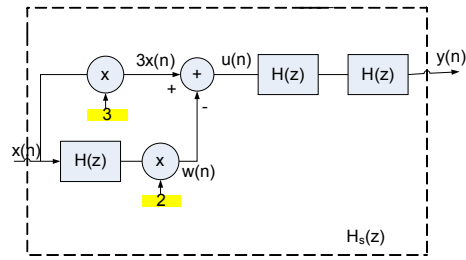 3x(n) u(n) y(n)
x + H(z) H(z)
+
3 -
x(n) H(z) x w(n)
2
Hs(z)